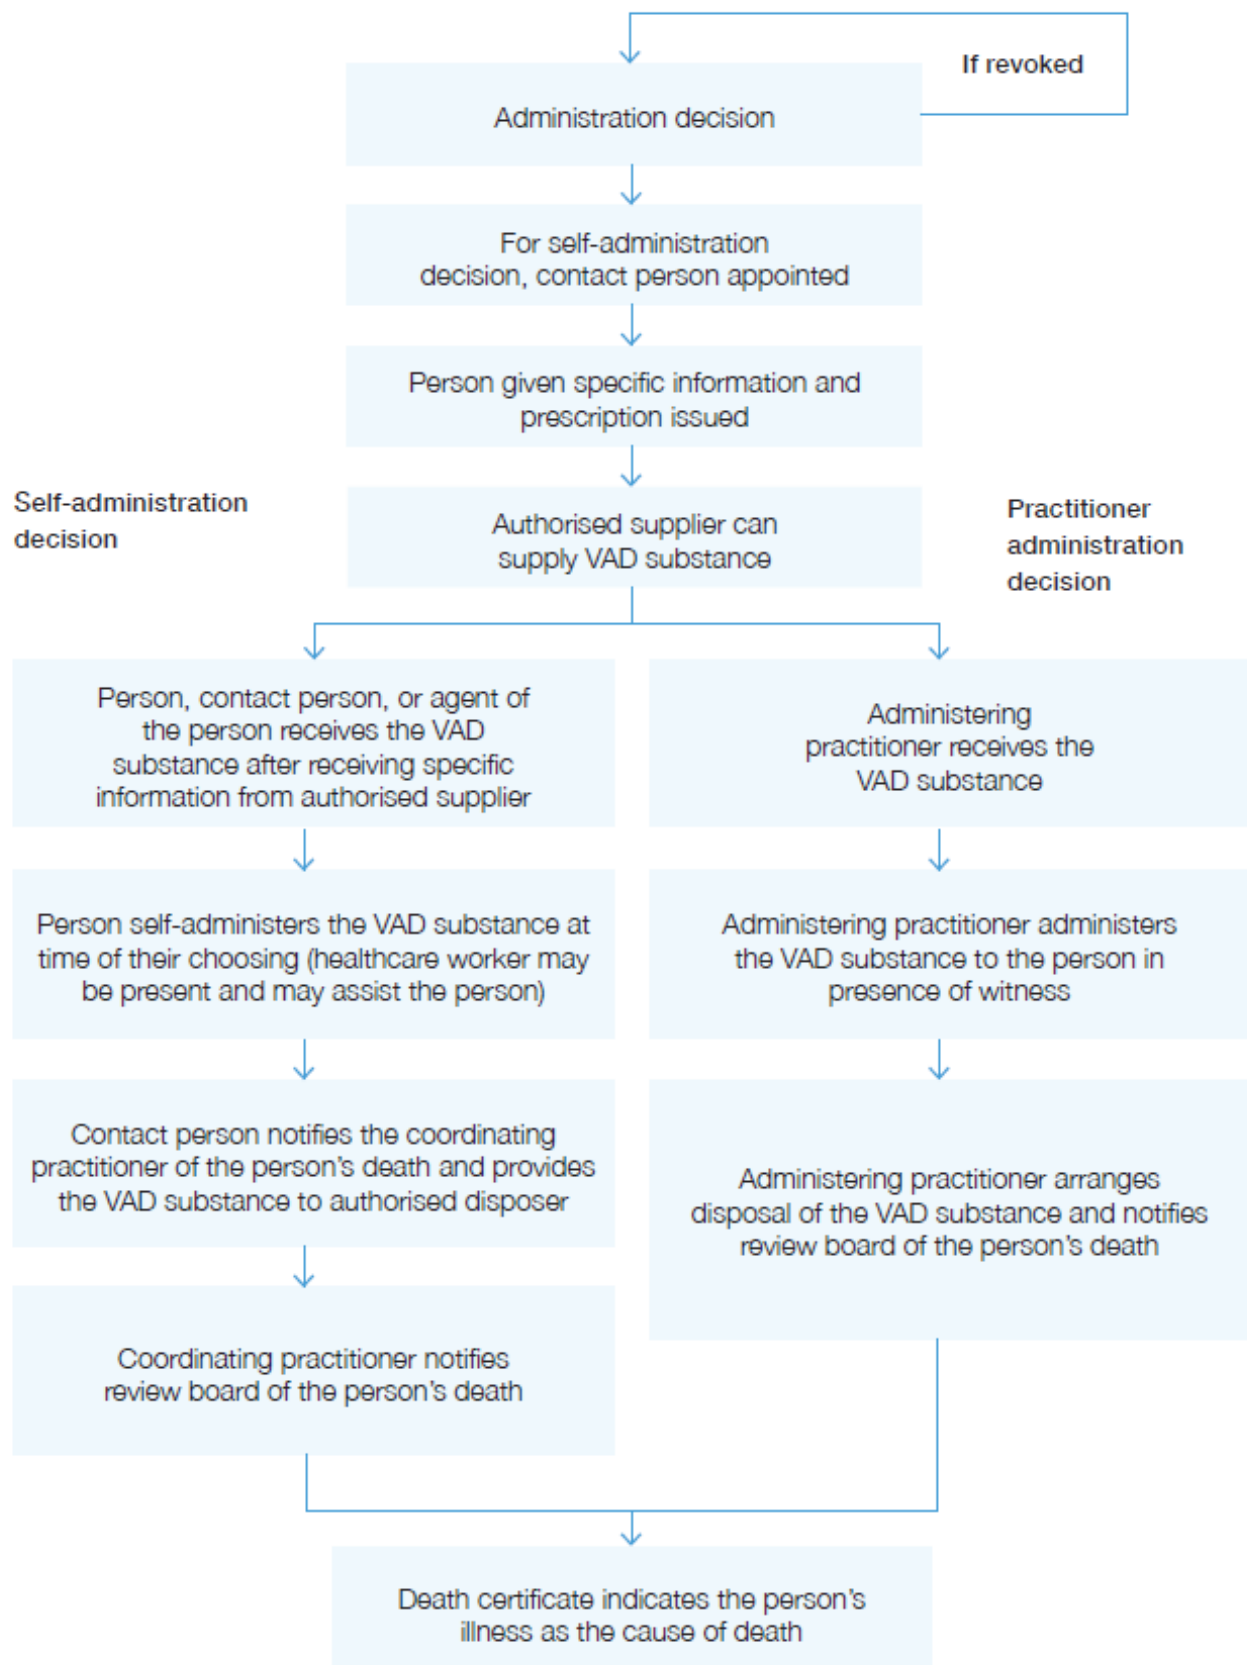 If revoked
Administration decision
For self-administration
decision, contact person appointed
Person given specific information and
prescription issued
Self-administration
decision
Authorised supplier can
supply VAD substance
Practitioner
administration
decision
Person, contact person, or agent of
the person receives the VAD
substance after receiving specific
information from authorised supplier
Administering
practitioner receives the
VAD substance
Person self-administers the VAD substance at
time of their choosing (healthcare worker may
be present and may assist the person)
Administering practitioner administers
the VAD substance to the person in
presence of witness
Contact person notifies the coordinating
practitioner of the person’s death and provides
the VAD substance to authorised disposer
Administering practitioner arranges
disposal of the VAD substance and notifies
review board of the person’s death
Coordinating practitioner notifies
review board of the person’s death
Death certificate indicates the person’s
illness as the cause of death